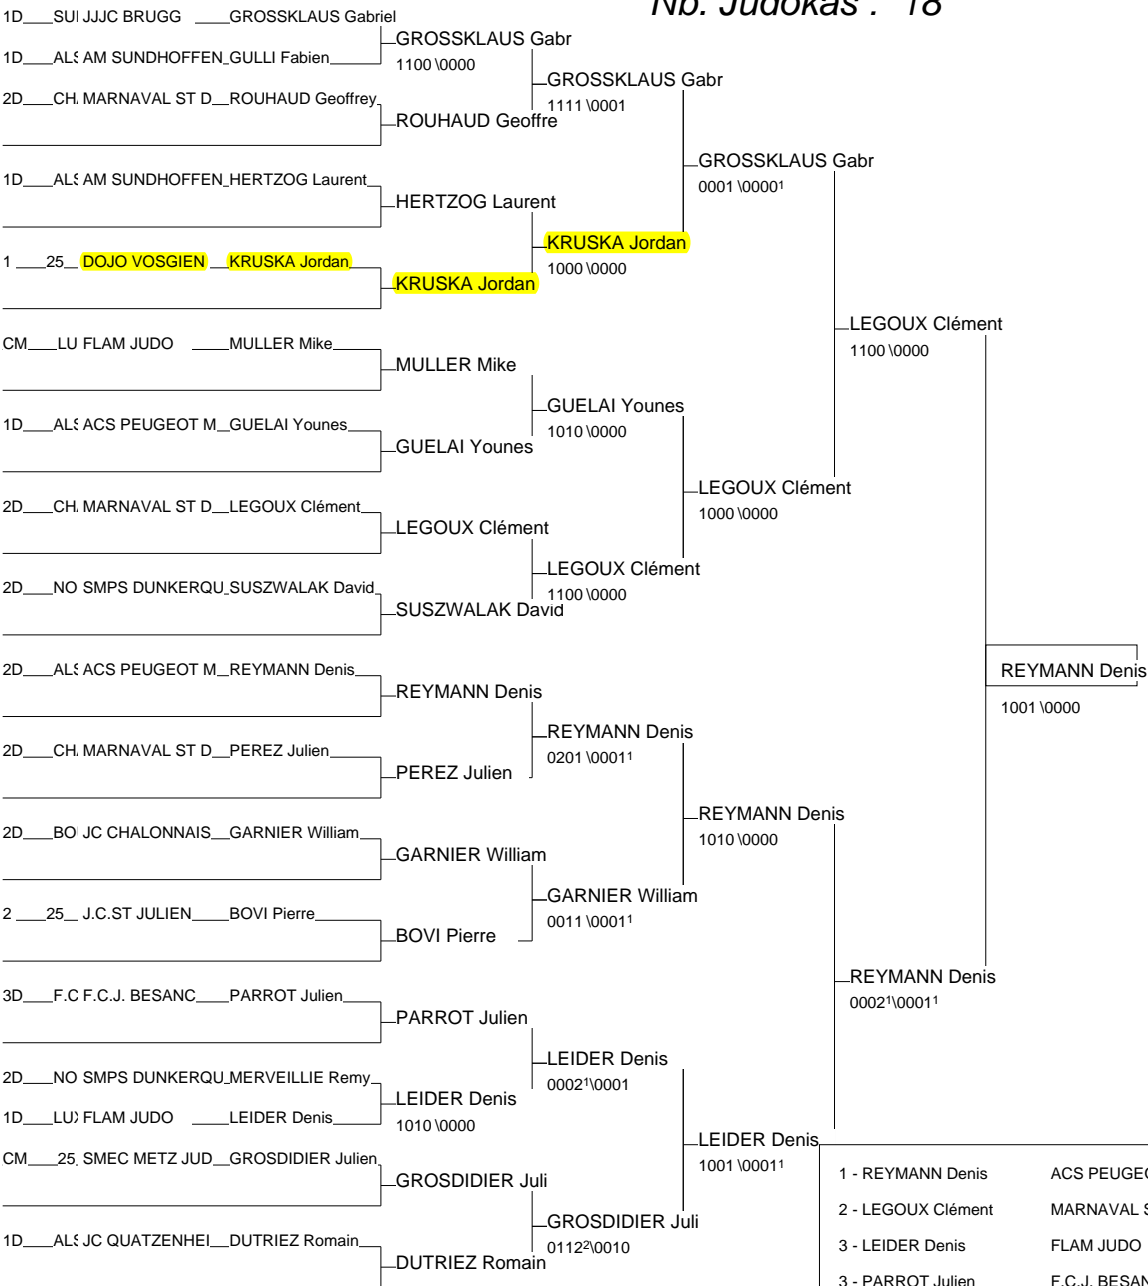 Nb. Judokas : 18
1D SUI JJJC BRUGG GROSSKLAUS Gabriel
GROSSKLAUS Gabr
1D ALS AM SUNDHOFFEN GULLI Fabien
1100\0000
GROSSKLAUS Gabr
2D CH. MARNAVAL ST D ROUHAUD Geoffrey
1111\0001
ROUHAUD Geoffre
GROSSKLAUS Gabr
1D ALS AM SUNDHOFFEN HERTZOG Laurent
0001\0000¹
HERTZOG Laurent
KRUSKA Jordan
1 25 DOJO VOSGIEN KRUSKA Jordan
1000\0000
KRUSKA Jordan
LEGOUX Clément
CM LU FLAM JUDO MULLER Mike
1100\0000
MULLER Mike
GUELAI Younes
1D ALS ACS PEUGEOT M GUELAI Younes
1010\0000
GUELAI Younes
LEGOUX Clément
2D CH. MARNAVAL ST D LEGOUX Clément
1000\0000
LEGOUX Clément
LEGOUX Clément
2D NO SMPS DUNKERQU SUSZWALAK David
1100\0000
SUSZWALAK David
2D ALS ACS PEUGEOT M REYMANN Denis
REYMANN Denis
REYMANN Denis
1001\0000
REYMANN Denis
2D CH. MARNAVAL ST D PEREZ Julien
0201\0001¹
PEREZ Julien
REYMANN Denis
2D BO JC CHALONNAIS GARNIER William
1010\0000
GARNIER William
GARNIER William
2 25 J.C.ST JULIEN BOVI Pierre
0011\0001¹
BOVI Pierre
REYMANN Denis
3D F.C F.C.J. BESANC PARROT Julien
0002¹\0001¹
PARROT Julien
LEIDER Denis
2D NO SMPS DUNKERQU MERVEILLIE Remy
0002¹\0001
LEIDER Denis
1D LUX FLAM JUDO LEIDER Denis
1010\0000
LEIDER Denis
CM 25 SMEC METZ JUD GROSDIDIER Julien
1001\0001¹
1 - REYMANN Denis ACS PEUGEO
GROSDIDIER Juli
2 - LEGOUX Clément MARNAVAL S
GROSDIDIER Juli
1D ALS JC QUATZENHEI DUTRIEZ Romain
0112²\0010
3 - LEIDER Denis FLAM JUDO
DUTRIEZ Romain
3 - PARROT Julien F.C.J. BESAN